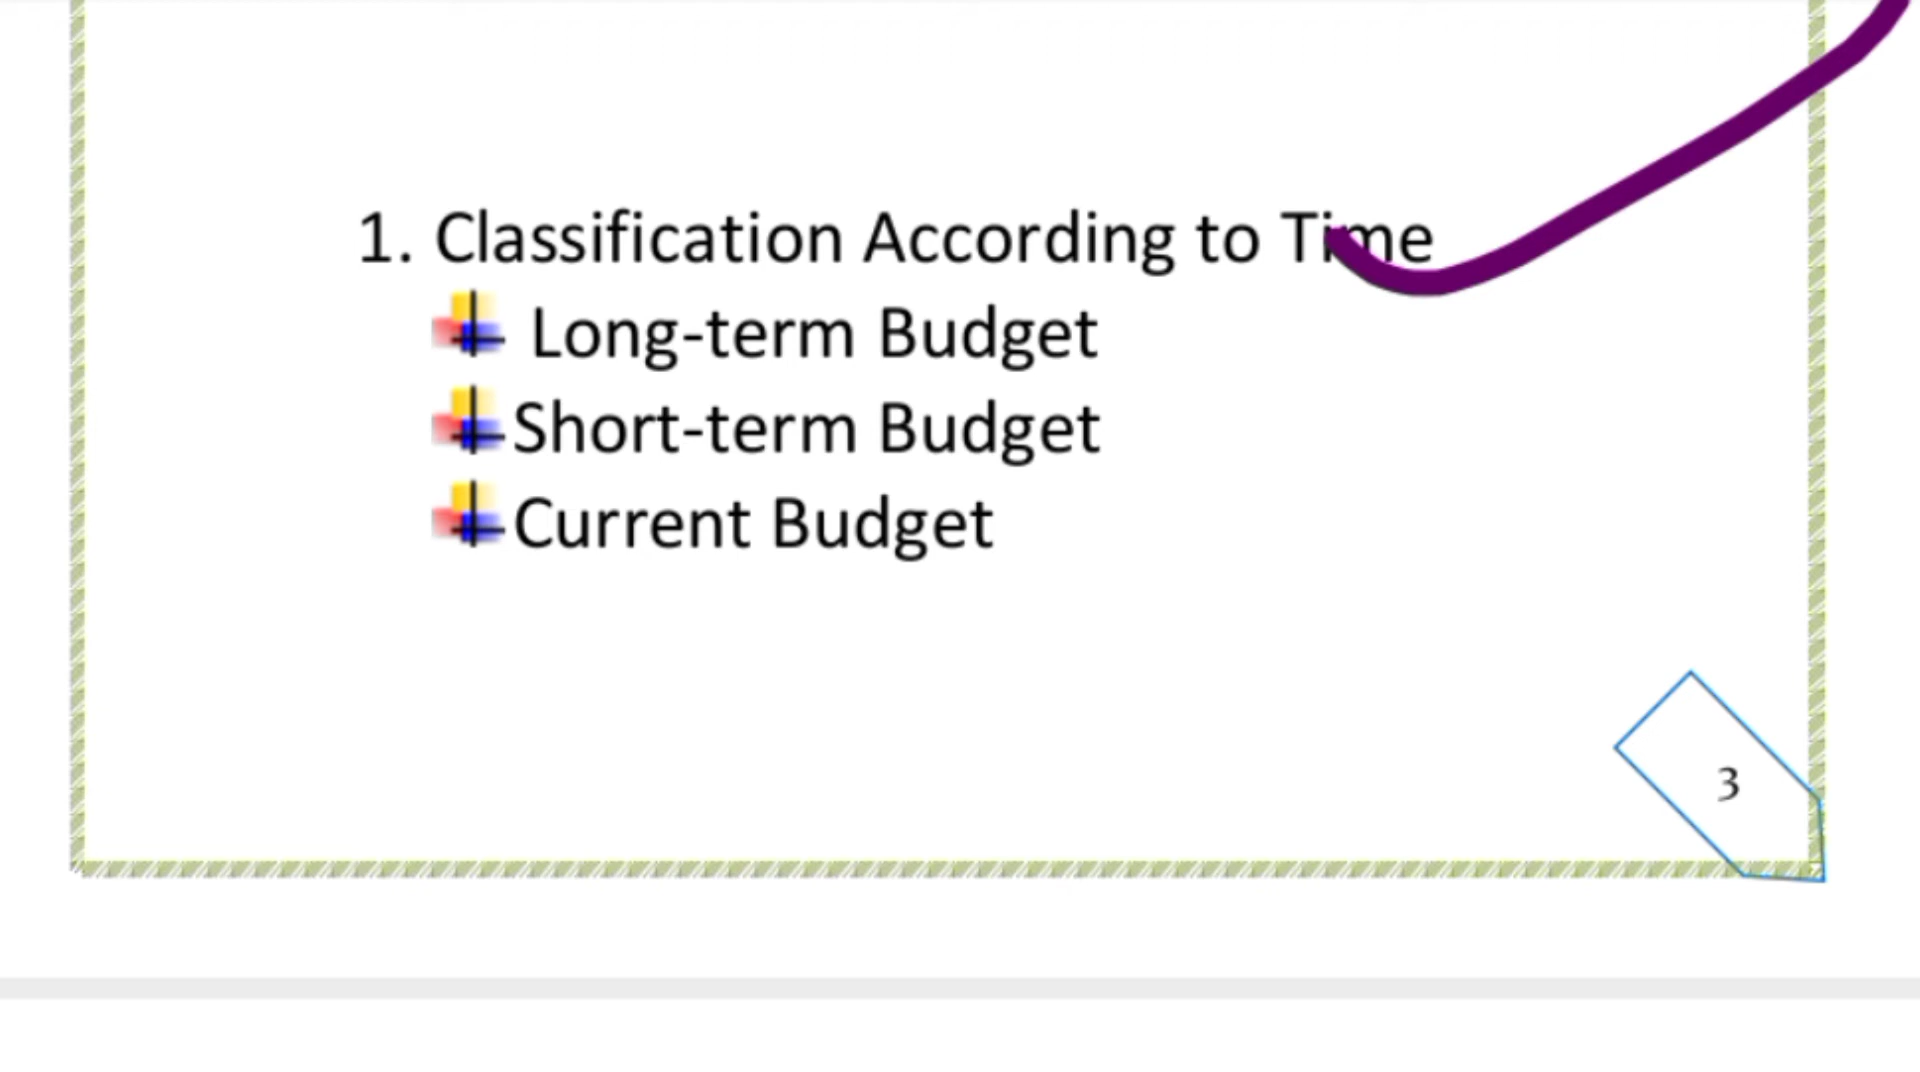 1. Classification According to Time
Long-term Budget
Short-term Budget
Current Budget
3